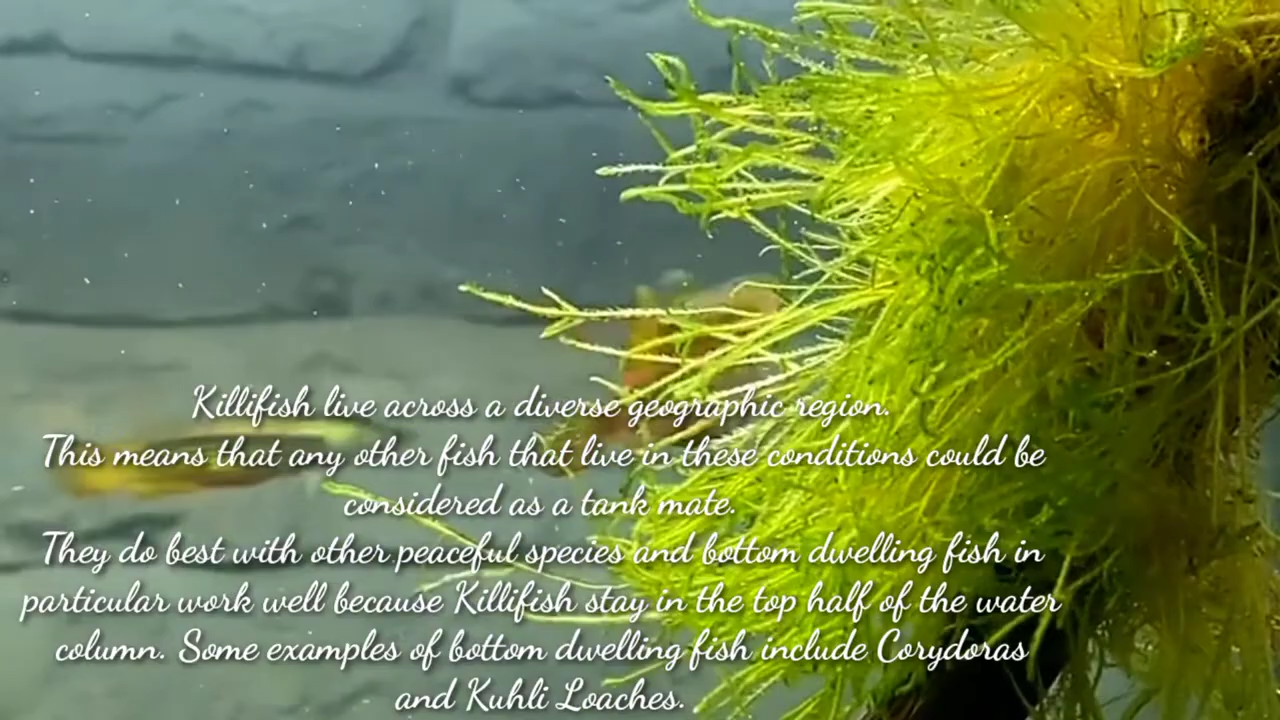 Killifish live across a diverse geographic region.
This means that any other fish that live in these conditions could be
considered as a tank mate.
They do best with other peaceful species and bottom dwelling fish in
particular work well because Killifish stay in the top half of the water
column. Some examples of bottom dwelling fish include Corydoras
and Kuhli Loaches.